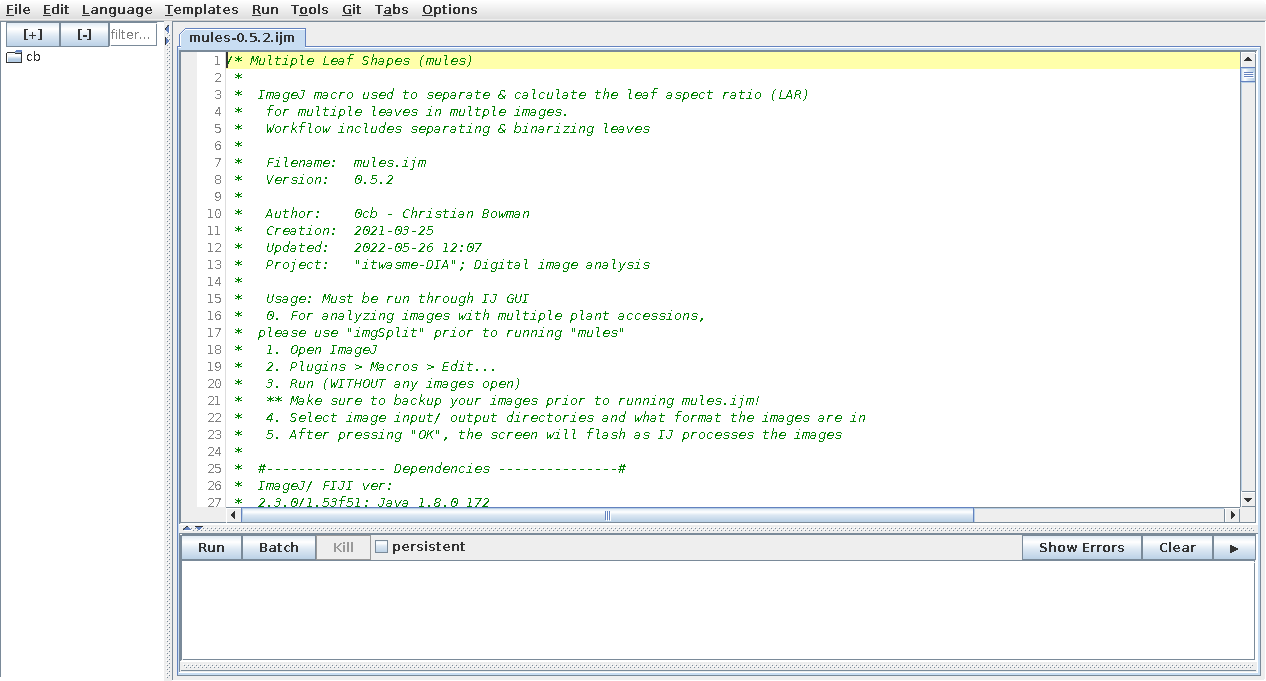 File Edit Language Templates Run Tools Git Tabs Options
[+] [-] filter...
cb
mules-0.5.2.ijm
1 /* Multiple Leaf Shapes (mules)
2 *
3 * ImageJ macro used to separate & calculate the leaf aspect ratio (LAR)
4 * for multiple leaves in multple images.
5 * Workflow includes separating & binarizing leaves
6 *
7 * Filename: mules.ijm
8 * Version: 0.5.2
9 *
10 * Author: 0cb - Christian Bowman
11 * Creation: 2021-03-25
12 * Updated: 2022-05-26 12:07
13 * Project: "itwasme-DIA"; Digital image analysis
14 *
15 * Usage: Must be run through IJ GUI
16 * 0. For analyzing images with multiple plant accessions,
17 * please use "imgSplit" prior to running "mules"
18 * 1. Open ImageJ
19 * 2. Plugins > Macros > Edit...
20 * 3. Run (WITHOUT any images open)
21 * ** Make sure to backup your images prior to running mules.ijm!
22 * 4. Select image input/ output directories and what format the images are in
23 * 5. After pressing "OK", the screen will flash as IJ processes the images
24 *
25 * #--------------- Dependencies ---------------#
26 * ImageJ/ FIJI ver:
27 * 2.3.0/1.53f51; Java 1.8.0_172
Run Batch Kill persistent Show Errors Clear